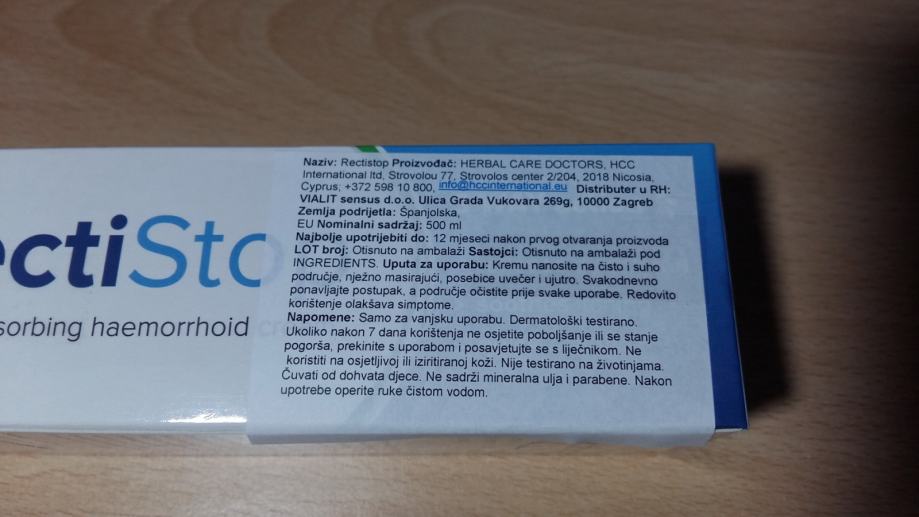 Naziv: Rectistop Proizvođač: HERBAL CARE DOCTORS, HCC
International ltd, Strovolou 77, Strovolos center 2/204, 2018 Nicosia,
Cyprus, +372 598 10 800, info@hccinternational.eu Distributer u RH:
VIALIT sensus d.o.o. Ulica Grada Vukovara 269g, 10000 Zagreb
Zemlja podrijetla: Španjolska,
EU Nominalni sadržaj: 500 ml
Najbolje upotrijebiti do: 12 mjeseci nakon prvog otvaranja proizvoda
LOT broj: Otisnuto na ambalaži Sastojci: Otisnuto na ambalaži pod
INGREDIENTS. Uputa za uporabu: Kremu nanosite na čisto i suho
područje, nježno masirajući, posebice uvečer i ujutro. Svakodnevno
ponavljajte postupak, a područje očistite prije svake uporabe. Redovito
korištenje olakšava simptome.
Napomene: Samo za vanjsku uporabu. Dermatološki testirano.
Ukoliko nakon 7 dana korištenja ne osjetite poboljšanje ili se stanje
pogorša, prekinite s uporabom i posavjetujte se s liječnikom. Ne
koristiti na osjetljivoj ili iziritiranoj koži. Nije testirano na životinjama.
Čuvati od dohvata djece. Ne sadrži mineralna ulja i parabene. Nakon
upotrebe operite ruke čistom vodom.
ectiSto
sorbing haemorrhoid